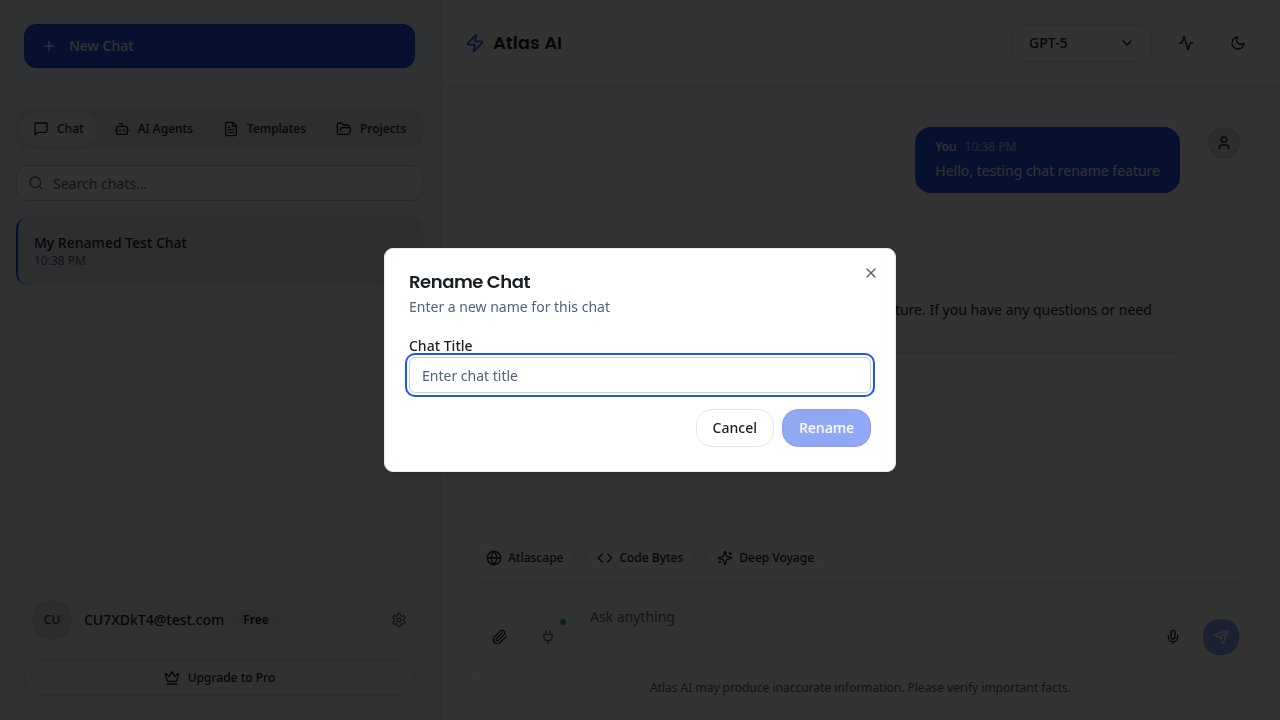 New Chat
Chat
AI Agents
Templates
Projects
Search chats...
My Renamed Test Chat
10:38 PM
CU
CU7XDkT4@test.com
Free
Upgrade to Pro
Atlas AI
GPT-5
You 10:38 PM
Hello, testing chat rename feature
ture. If you have any questions or need
Rename Chat
Enter a new name for this chat
Chat Title
Enter chat title
Cancel
Rename
Atlascape
Code Bytes
Deep Voyage
Ask anything
Atlas AI may produce inaccurate information. Please verify important facts.